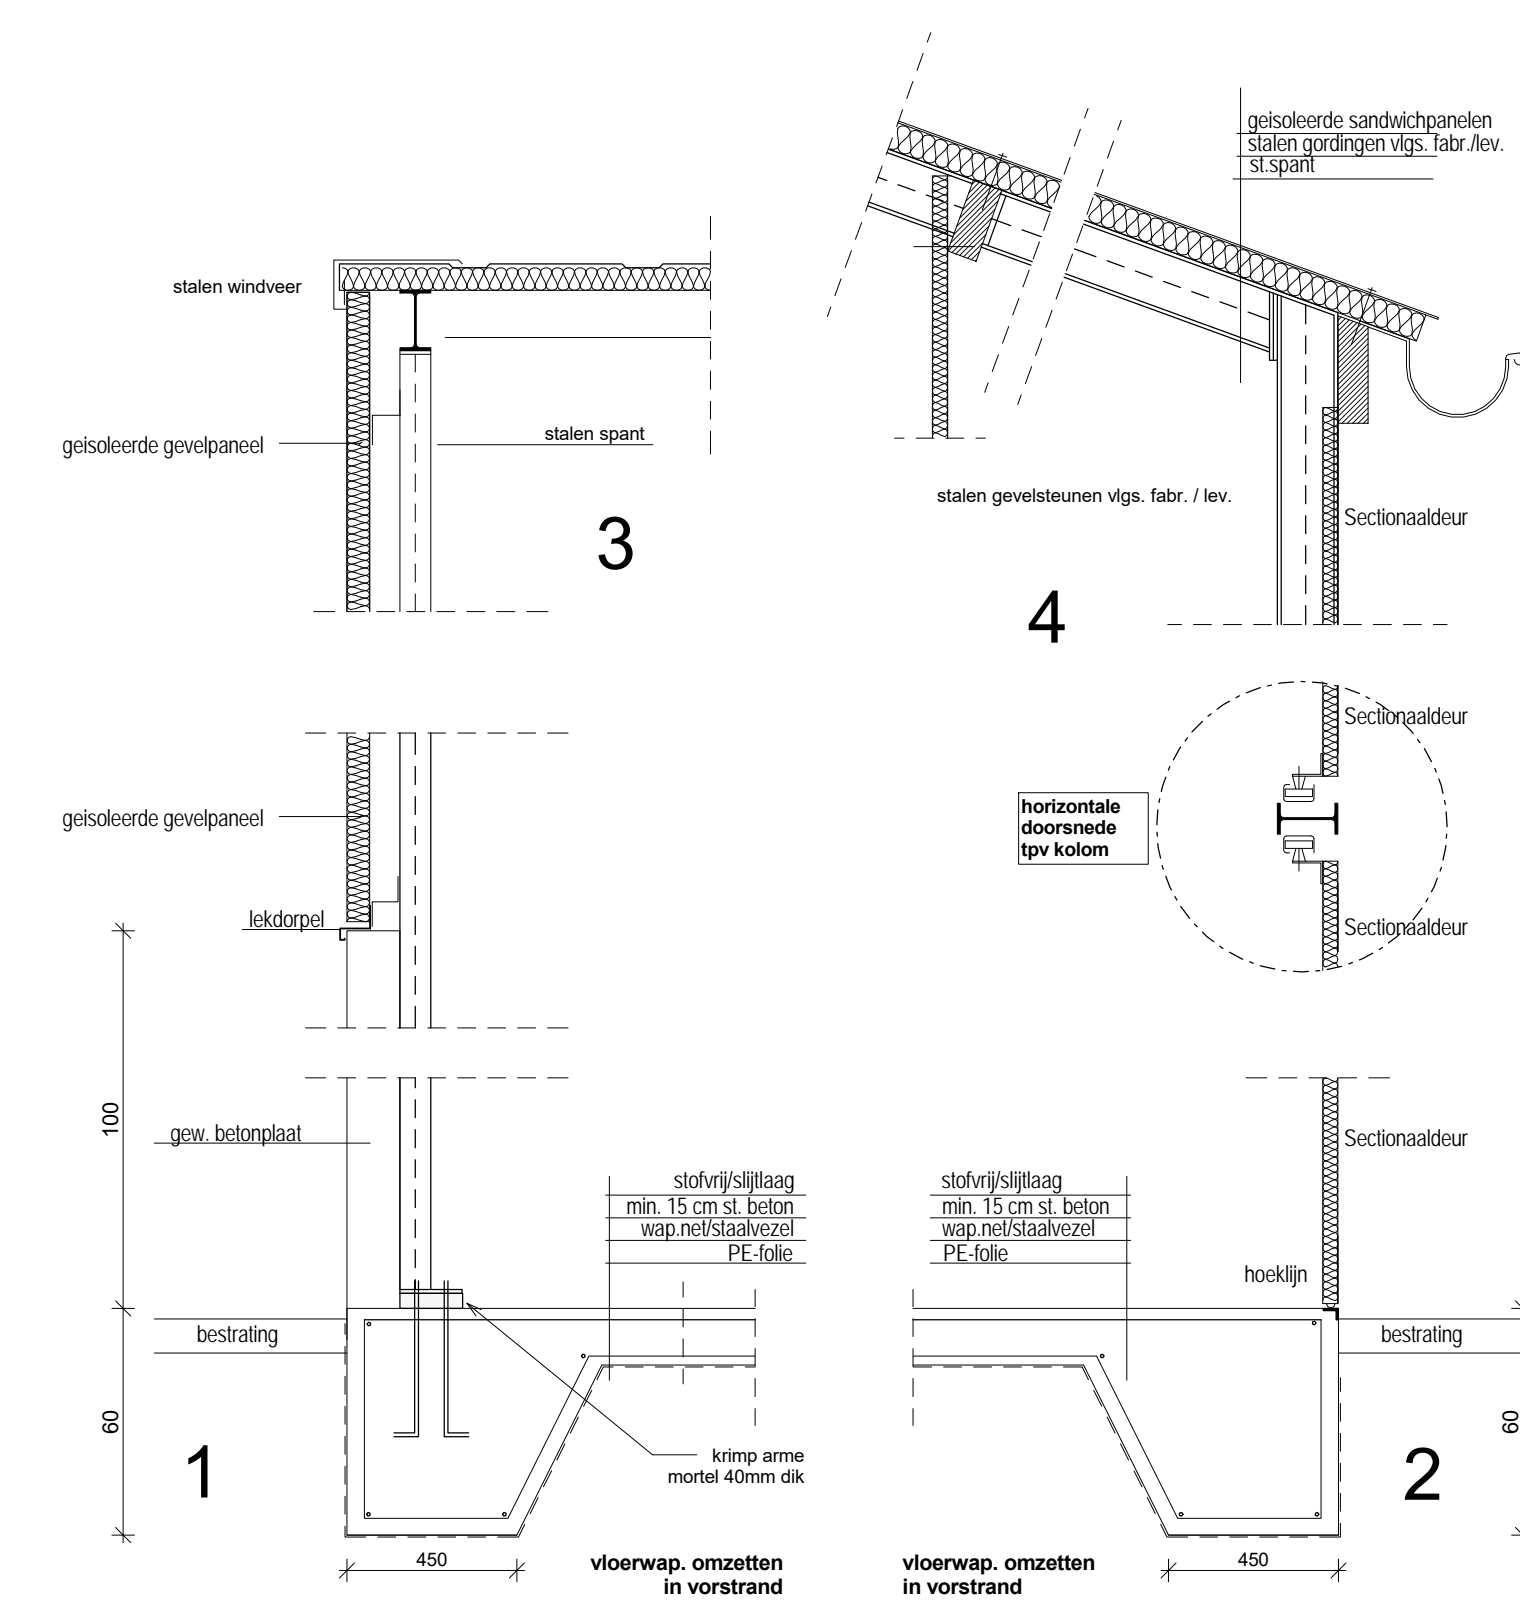 geisoleerde sandwichpanelen
stalen gordingen vlgs. fabr./lev.
st.spant
stalen windveer
geisoleerde gevelpaneel
stalen spant
3
stalen gevelsteunen vlgs. fabr. / lev.
Sectionaaldeur
4
Sectionaaldeur
horizontale
doorsnede
tpv kolom
Sectionaaldeur
geisoleerde gevelpaneel
lekdorpel
100
gew. betonplaat
stofvrij/slijtlaag
min. 15 cm st. beton
wap.net/staalvezel
PE-folie
stofvrij/slijtlaag
min. 15 cm st. beton
wap.net/staalvezel
PE-folie
Sectionaaldeur
hoeklijn
bestrating
bestrating
60
1
krimp arme
mortel 40mm dik
60
2
450
vloerwap. omzetten
in vorstrand
vloerwap. omzetten
in vorstrand
450